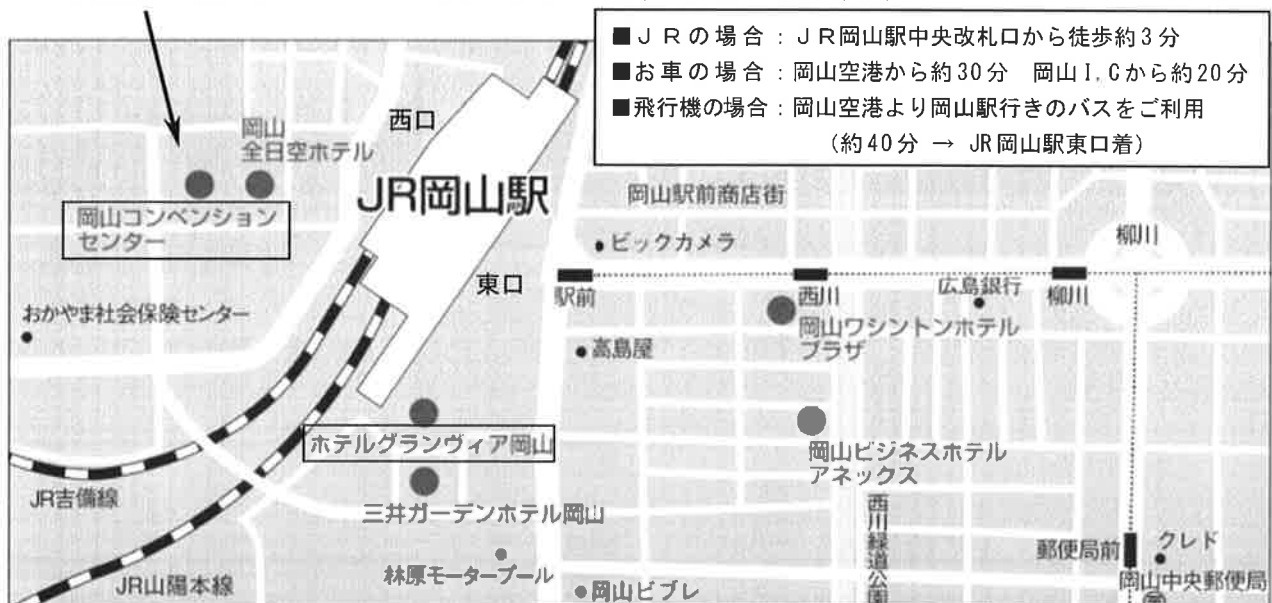 ■ＪＲの場合：ＪＲ岡山駅中央改札口から徒歩約３分
■お車の場合：岡山空港から約30分　岡山Ｉ.Ｃから約20分
■飛行機の場合：岡山空港より岡山駅行きのバスをご利用
（約40分 → JR岡山駅東口着）
岡山
全日空ホテル
岡山コンベンション
センター
西口
JR岡山駅
東口
岡山駅前商店街
ビックカメラ
柳川
駅前
西川
広島銀行
柳川
おかやま社会保険センター
岡山ワシントンホテル
プラザ
高島屋
ホテルグランヴィア岡山
岡山ビジネスホテル
アネックス
JR吉備線
三井ガーデンホテル岡山
西川緑道公園
郵便局前
クレド
林原モータープール
岡山中央郵便局
JR山陽本線
岡山ビブレ